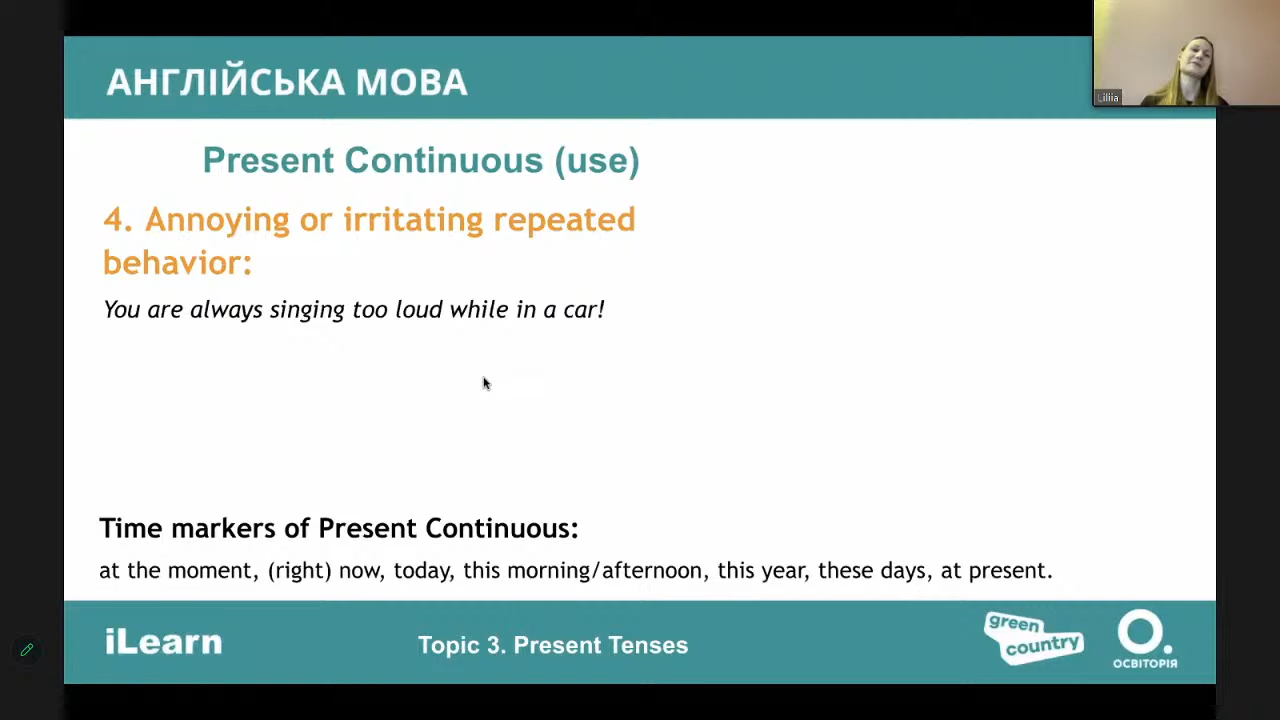 АНГЛІЙСЬКА МОВА
Liliia
Present Continuous (use)
4. Annoying or irritating repeated
behavior:
You are always singing too loud while in a car!
Time markers of Present Continuous:
at the moment, (right) now, today, this morning/afternoon, this year, these days, at present.
iLearn
Topic 3. Present Tenses
green
country
ОСВІТОРІЯ